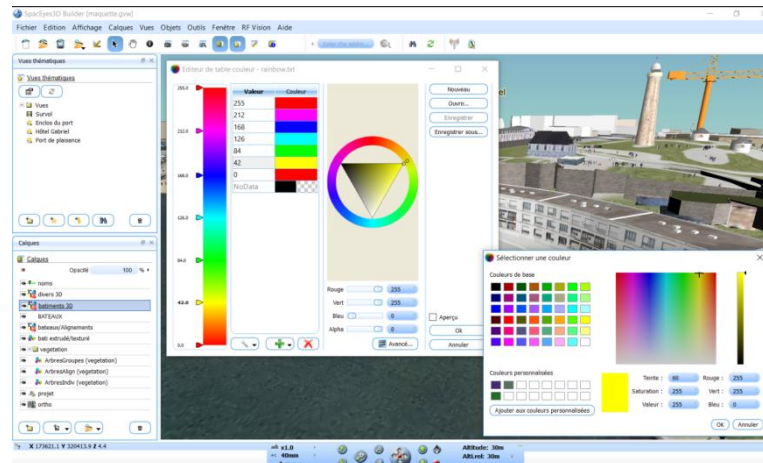 SpacEyes3D Builder [maquette.gvw]
Fichier Edition Affichage Calques Vues Objets Outils Fenêtre RF Vision Aide
Vues thématiques
Vues thématiques
Vues
Survol
Enclos du port
Hôtel Gabriel
Port de plaisance
Calques
Calques
Opacité 100 %
noms
divers 3D
batiments 3D
BATEAUX
bateaux/Alignements
bati extrudé/texturé
vegetation
ArbresGroupes (vegetation)
ArbresAlign (vegetation)
ArbresIndiv (vegetation)
projet
ortho
Editeur de table couleur - rainbow.txt
255.0
212.0
168.0
126.0
84.0
42.0
0.0
Valeur Couleur
255
212
168
126
84
42
0
NoData
Rouge 255
Vert 255
Bleu 0
Alpha 0
Avancé...
Nouveau
Ouvrir...
Enregistrer
Enregistrer sous...
Aperçu
Ok
Annuler
Sélectionner une couleur
Couleurs de base
Couleurs personnalisées
Ajouter aux couleurs personnalisées
Teinte : 60 Rouge : 255
Saturation : 255 Vert : 255
Valeur : 255 Bleu : 0
OK Annuler
X 173621.1 Y 320413.9 Z 4.4
x1.0
40mm
Altitude: 30m
Alti.rel: 30m